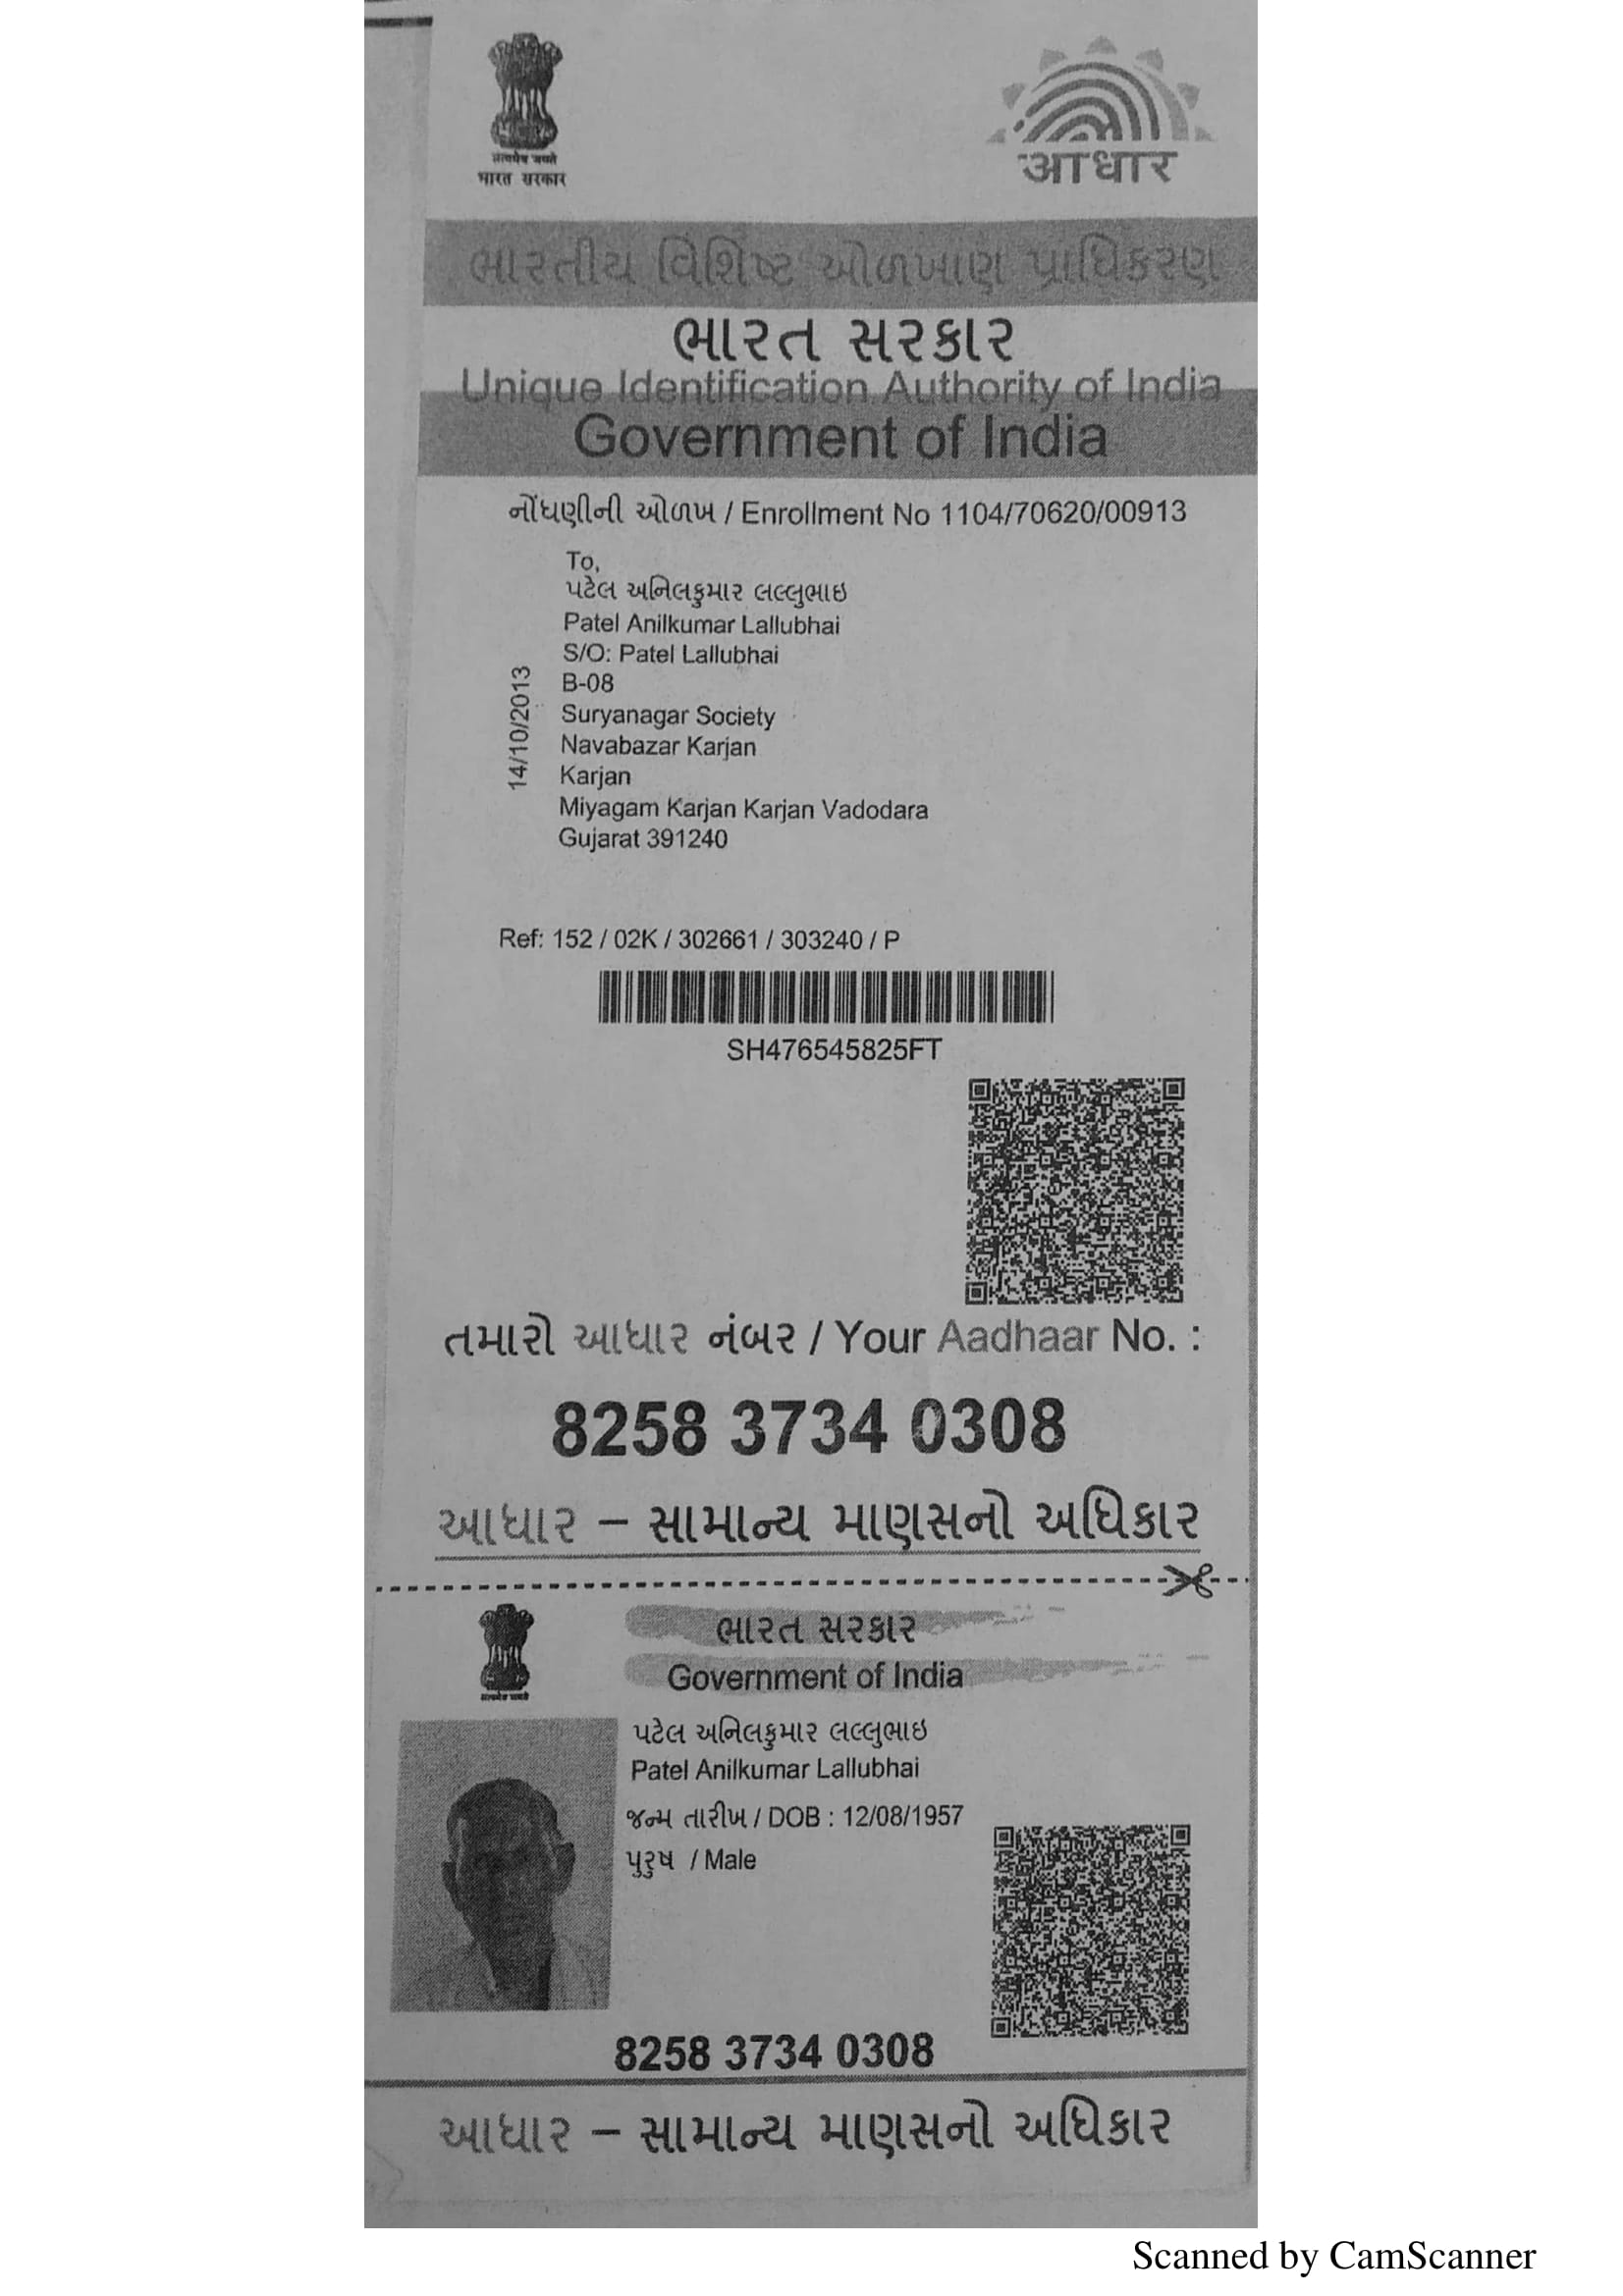 सत्यमेव जयते
भारत सरकार
आधार
ભારતીય વિશિષ્ટ ઓળખાણ પ્રાધિકરણ
ભારત સરકાર
Unique Identification Authority of India
Government of India
નોંધણીની ઓળખ / Enrollment No 1104/70620/00913
To,
પટેલ અનિલકુમાર લલ્લુભાઇ
Patel Anilkumar Lallubhai
S/O: Patel Lallubhai
B-08
Suryanagar Society
Navabazar Karjan
Karjan
Miyagam Karjan Karjan Vadodara
Gujarat 391240
14/10/2013
Ref: 152 / 02K / 302661 / 303240 / P
SH476545825FT
તમારો આધાર નંબર / Your Aadhaar No. :
8258 3734 0308
આધાર – સામાન્ય માણસનો અધિકાર
ભારત સરકાર
Government of India
सत्यमेव जयते
પટેલ અનિલકુમાર લલ્લુભાઇ
Patel Anilkumar Lallubhai
જન્મ તારીખ / DOB : 12/08/1957
પુરુષ / Male
8258 3734 0308
આધાર – સામાન્ય માણસનો અધિકાર
Scanned by CamScanner